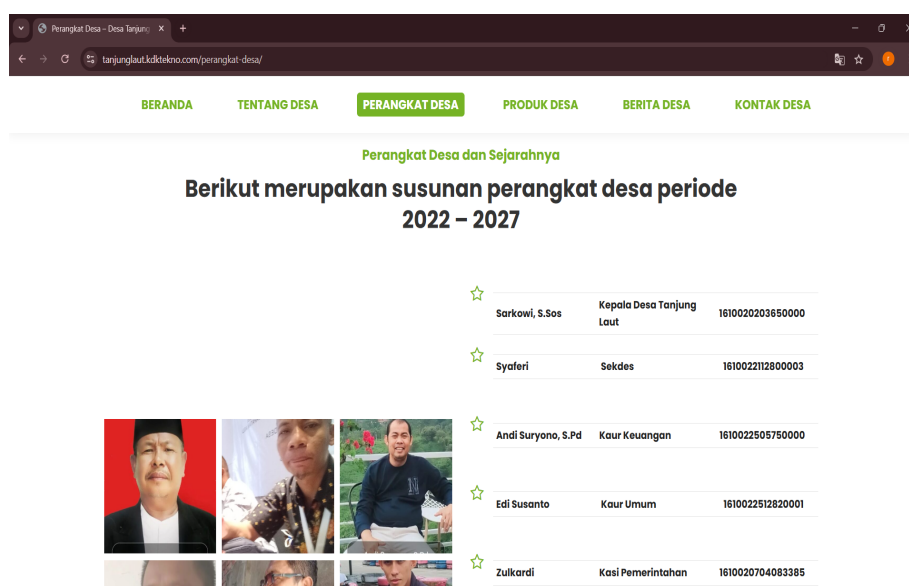 Perangkat Desa – Desa Tanjung
tanjunglaut.kdktekno.com/perangkat-desa/
BERANDA TENTANG DESA PERANGKAT DESA PRODUK DESA BERITA DESA KONTAK DESA
Perangkat Desa dan Sejarahnya
Berikut merupakan susunan perangkat desa periode
2022 – 2027
Sarkowi, S.Sos Kepala Desa Tanjung Laut 1610020203650000
Syaferi Sekdes 1610022112800003
Andi Suryono, S.Pd Kaur Keuangan 1610022505750000
Edi Susanto Kaur Umum 1610022512820001
Zulkardi Kasi Pemerintahan 1610020704083385